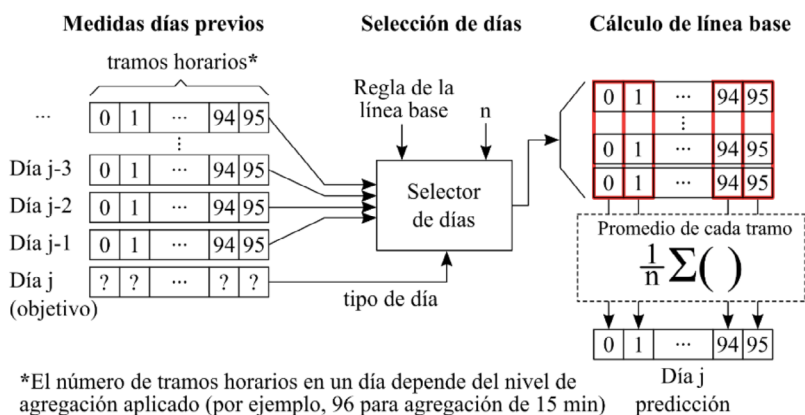 Medidas días previos
Selección de días
Cálculo de línea base
tramos horarios*
Regla de la
línea base
n
... 0 1 ... 94 95
⋮
Día j-3 0 1 ... 94 95
Día j-2 0 1 ... 94 95
Día j-1 0 1 ... 94 95
Día j
(objetivo)
? ? ... ? ?
Selector
de días
tipo de día
0 1 ... 94 95
⋮
0 1 ... 94 95
0 1 ... 94 95
Promedio de cada tramo
1/n Σ( )
0 1 ... 94 95
Día j
predicción
*El número de tramos horarios en un día depende del nivel de
agregación aplicado (por ejemplo, 96 para agregación de 15 min)